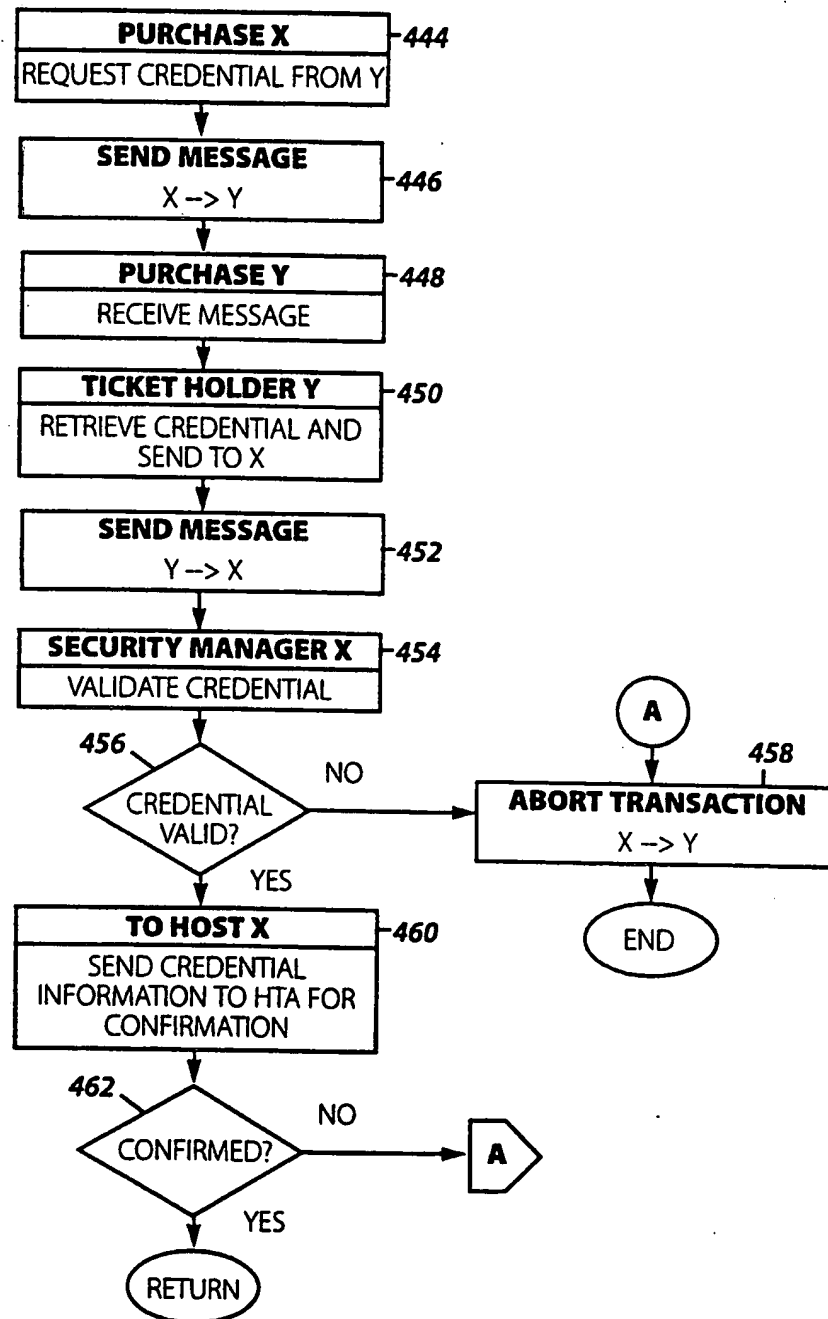 PURCHASE X
444
REQUEST CREDENTIAL FROM Y
SEND MESSAGE
446
X --> Y
PURCHASE Y
448
RECEIVE MESSAGE
TICKET HOLDER Y
450
RETRIEVE CREDENTIAL AND
SEND TO X
SEND MESSAGE
452
Y --> X
SECURITY MANAGER X
454
VALIDATE CREDENTIAL
456
CREDENTIAL
VALID?
NO
YES
A
458
ABORT TRANSACTION
X --> Y
END
TO HOST X
460
SEND CREDENTIAL
INFORMATION TO HTA FOR
CONFIRMATION
462
CONFIRMED?
NO
A
YES
RETURN